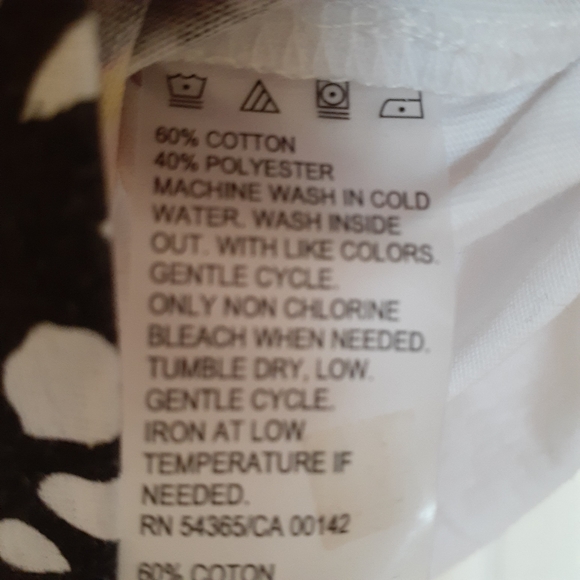 60% COTTON
40% POLYESTER
MACHINE WASH IN COLD
WATER. WASH INSIDE
OUT. WITH LIKE COLORS.
GENTLE CYCLE.
ONLY NON CHLORINE
BLEACH WHEN NEEDED.
TUMBLE DRY, LOW.
GENTLE CYCLE.
IRON AT LOW
TEMPERATURE IF
NEEDED.
RN 54365/CA 00142
60% COTON